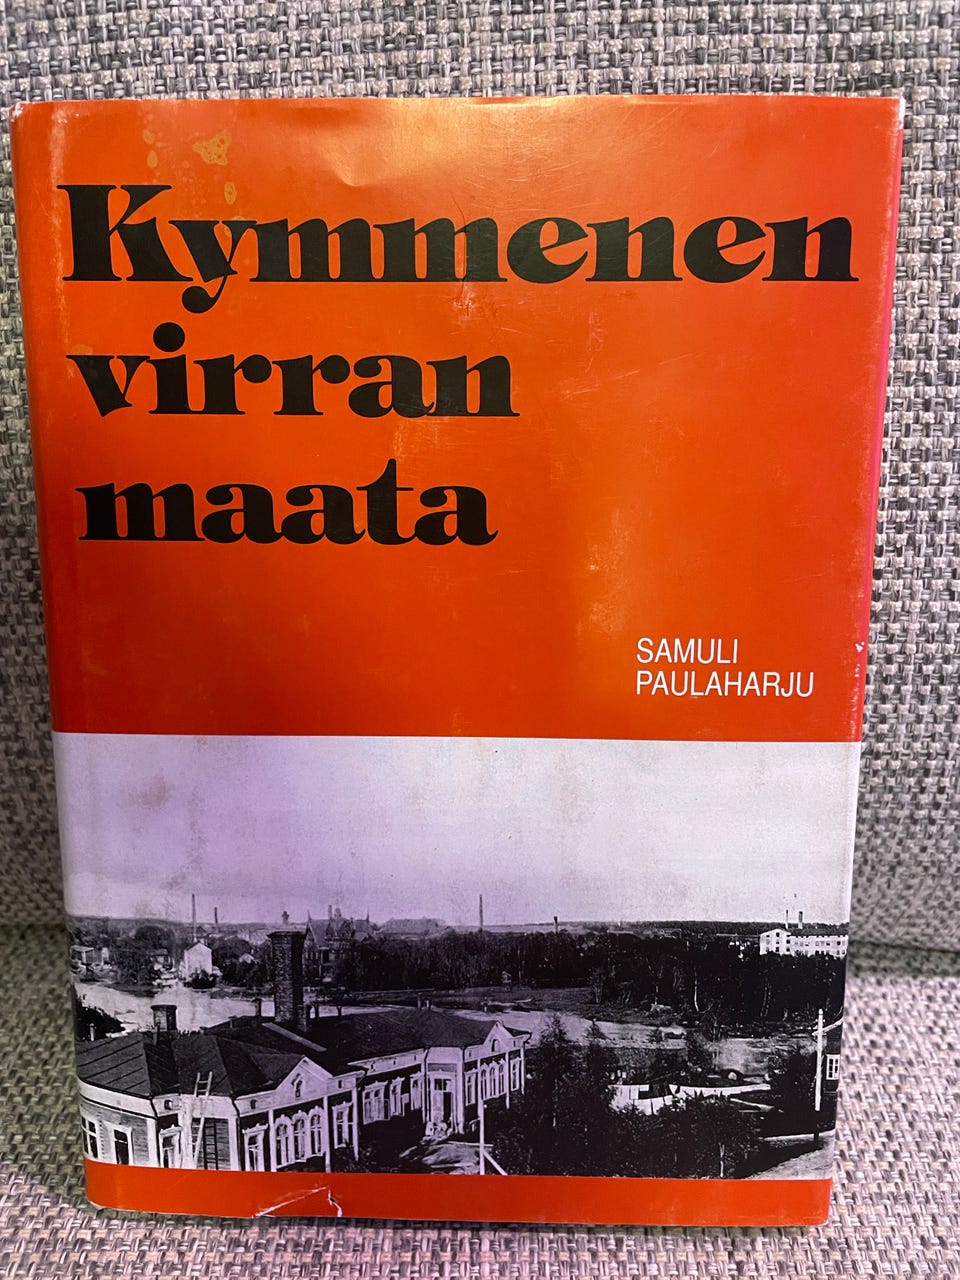 Kymmenen
virran
maata
SAMULI
PAULAHARJU